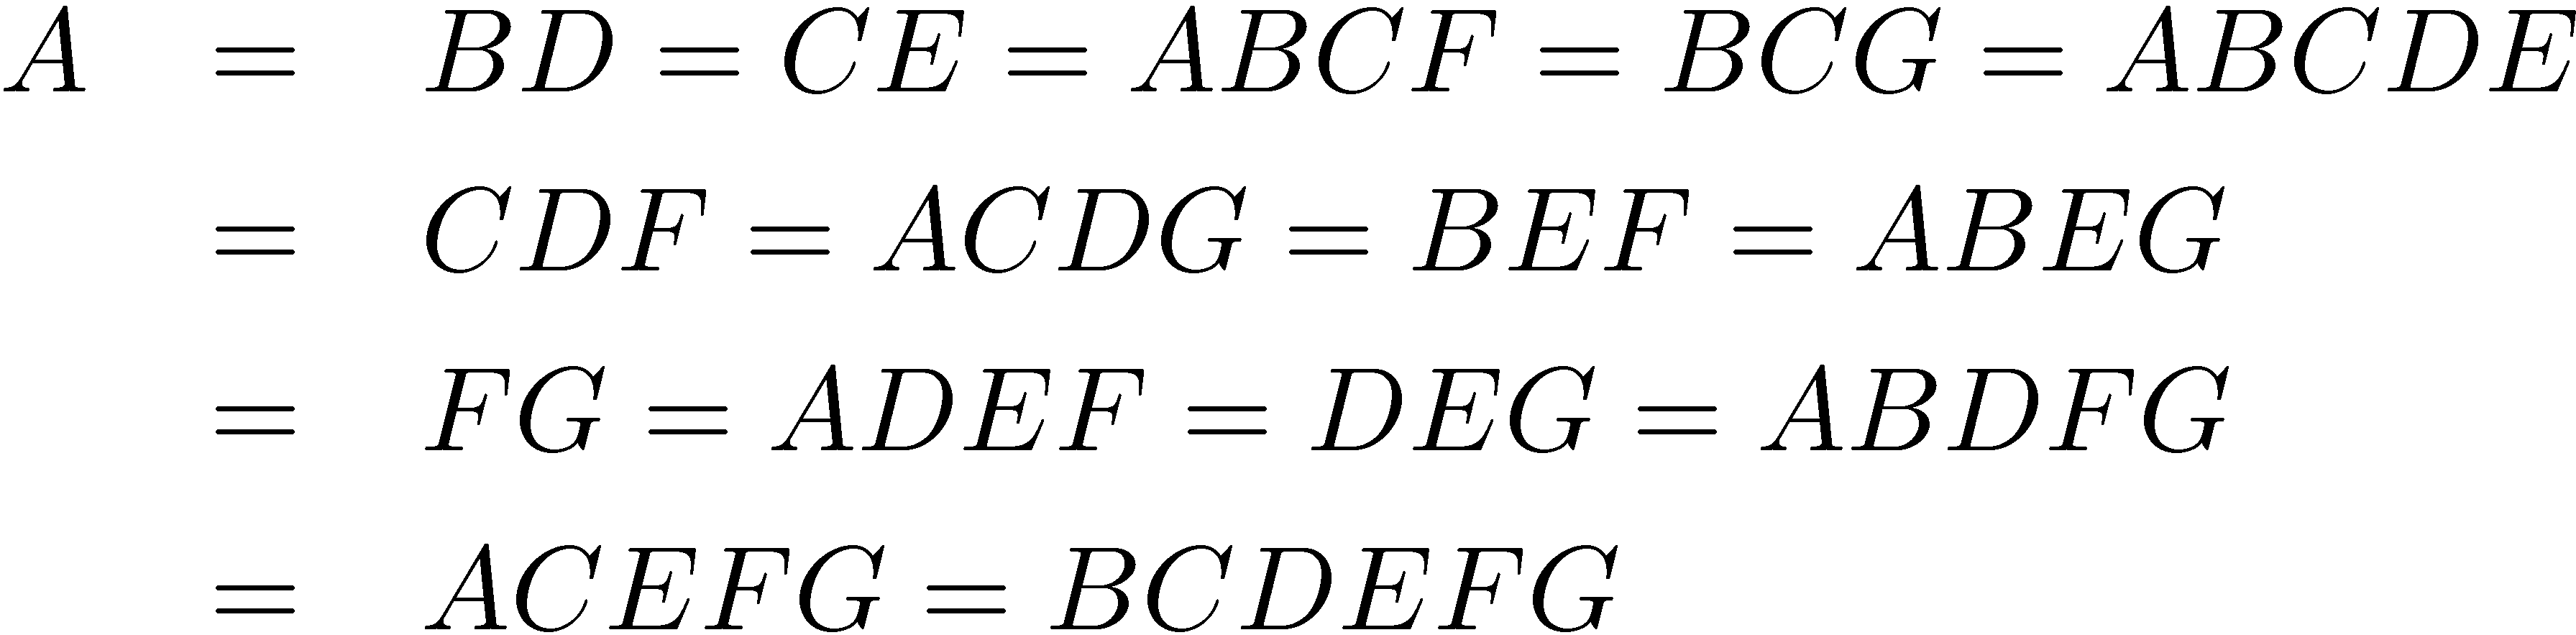 A = BD = CE = ABCF = BCG = ABCDE
= CDF = ACDG = BEF = ABEG
= FG = ADEF = DEG = ABDFG
= ACEFG = BCDEFG